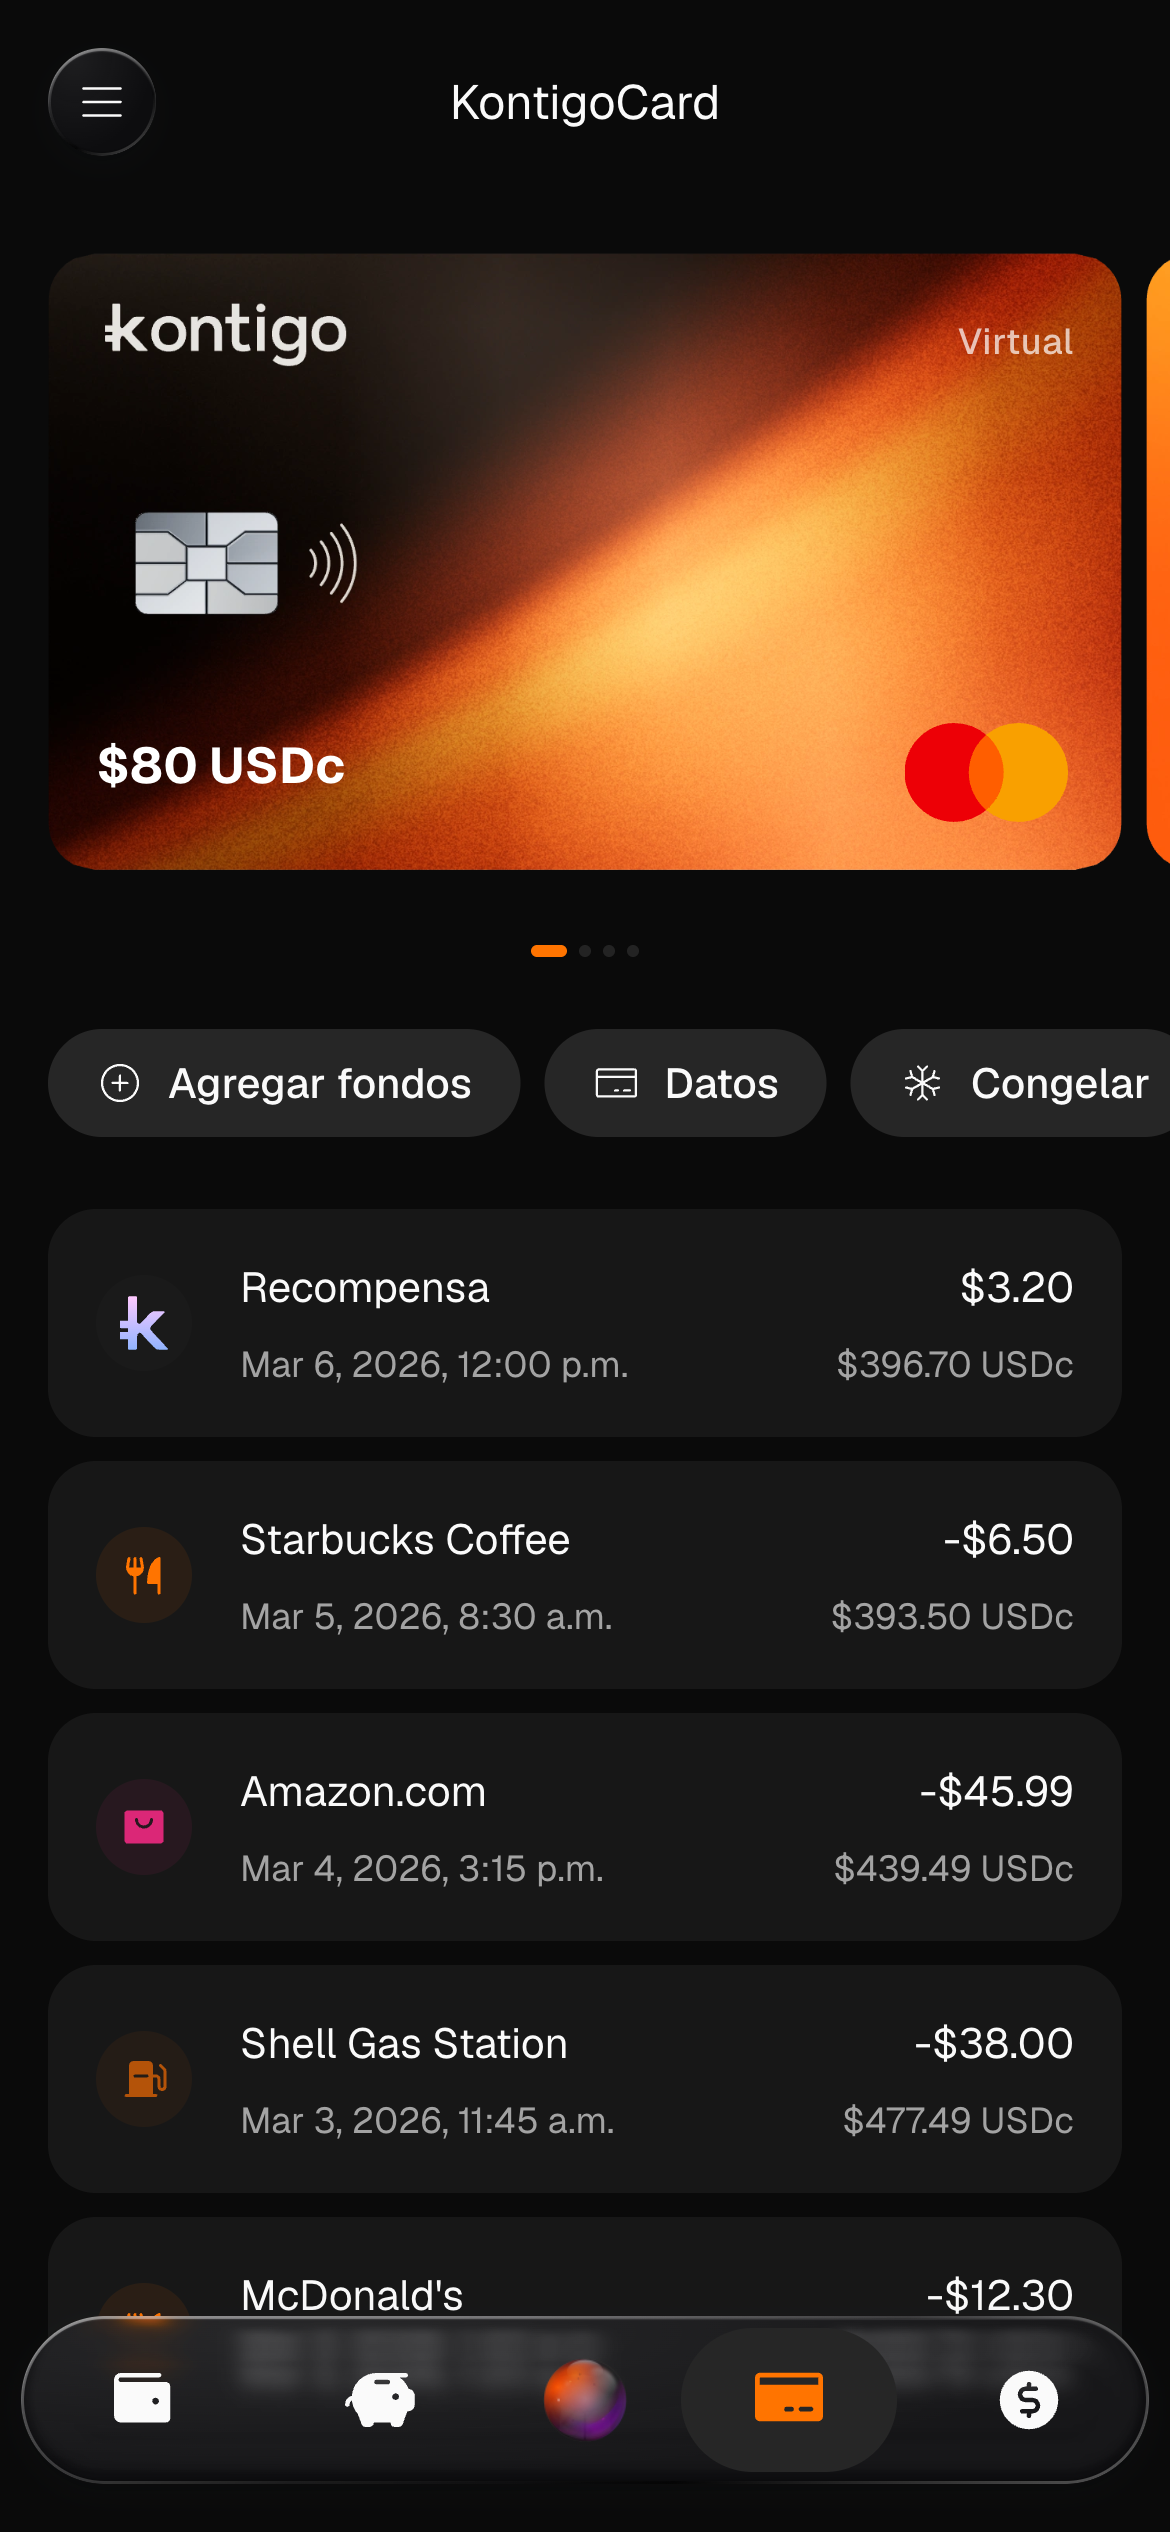 KontigoCard
kontigo
Virtual
$80 USDc
Agregar fondos
Datos
Congelar
Recompensa
$3.20
Mar 6, 2026, 12:00 p.m.
$396.70 USDc
Starbucks Coffee
-$6.50
Mar 5, 2026, 8:30 a.m.
$393.50 USDc
Amazon.com
-$45.99
Mar 4, 2026, 3:15 p.m.
$439.49 USDc
Shell Gas Station
-$38.00
Mar 3, 2026, 11:45 a.m.
$477.49 USDc
McDonald's
-$12.30